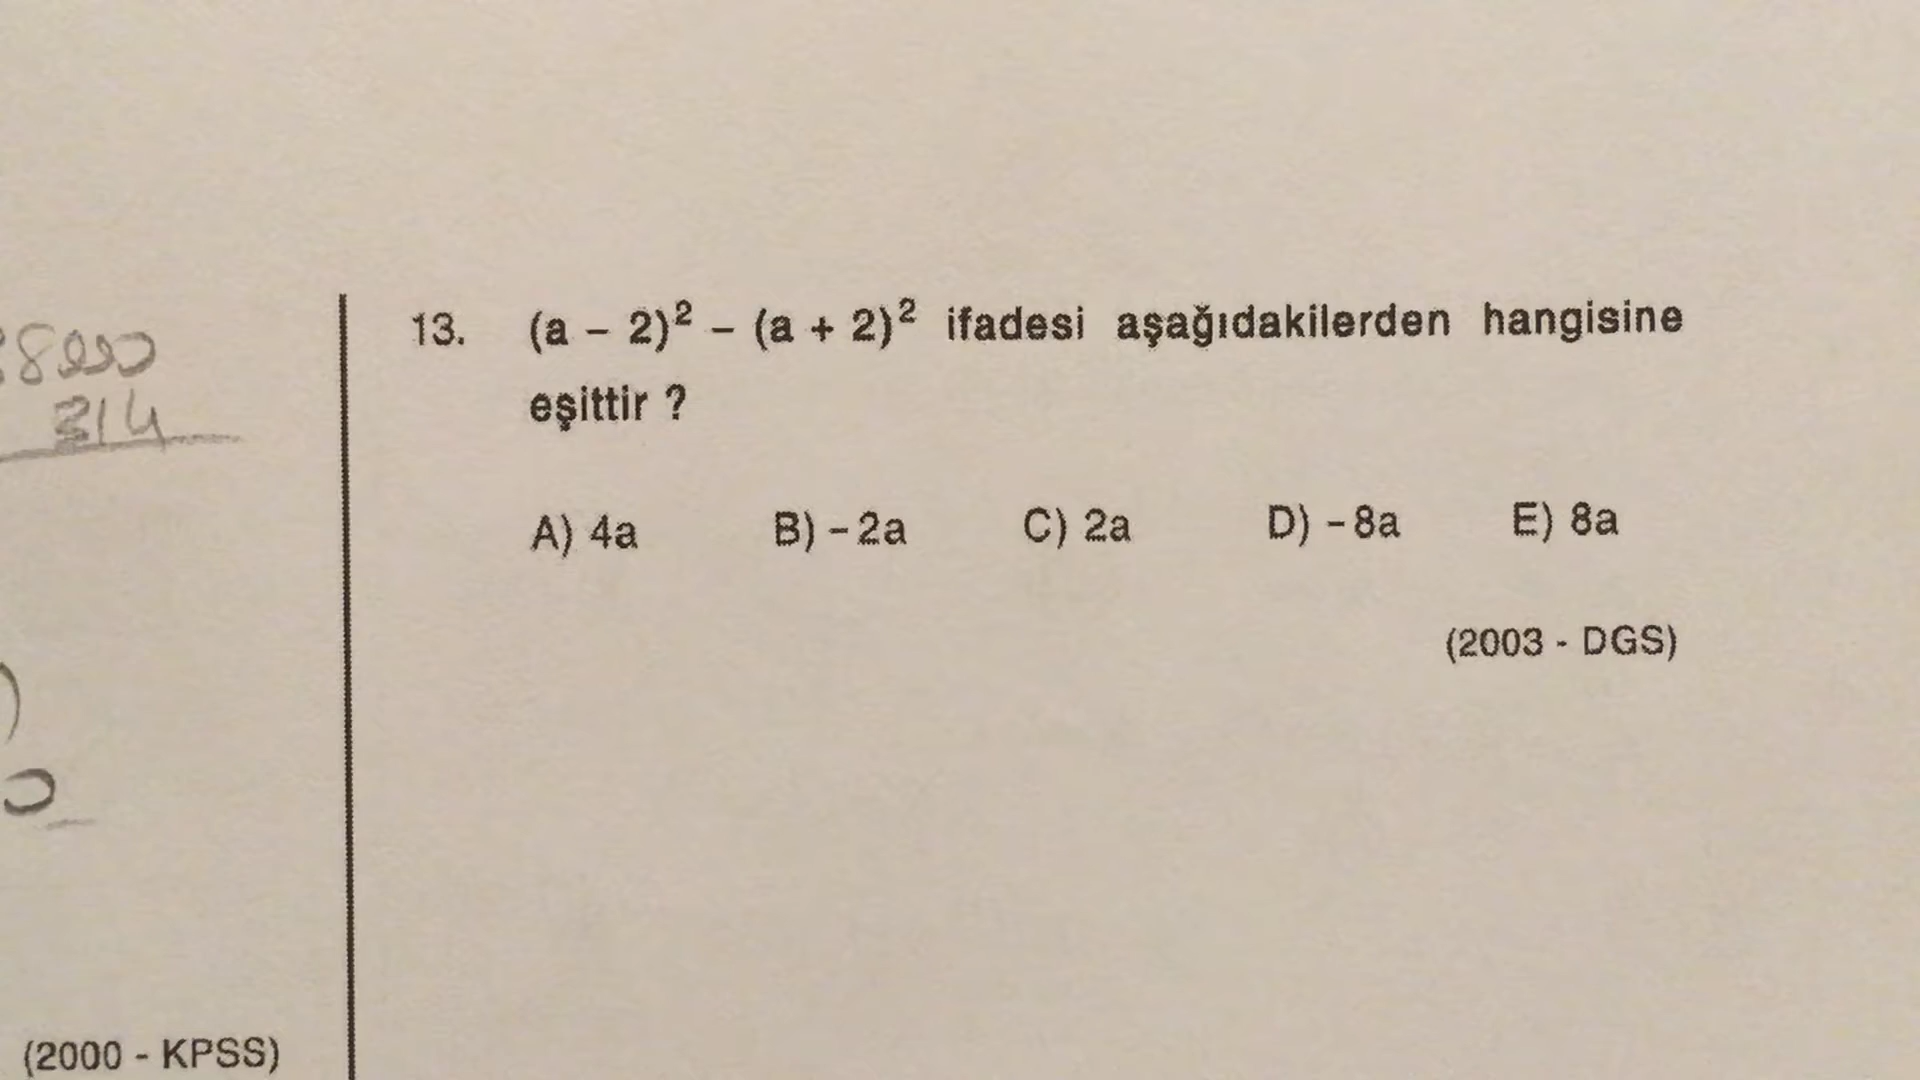 13. (a – 2)² – (a + 2)² ifadesi aşağıdakilerden hangisine
eşittir ?
A) 4a B) – 2a C) 2a D) – 8a E) 8a
(2003 - DGS)
314
(2000 - KPSS)